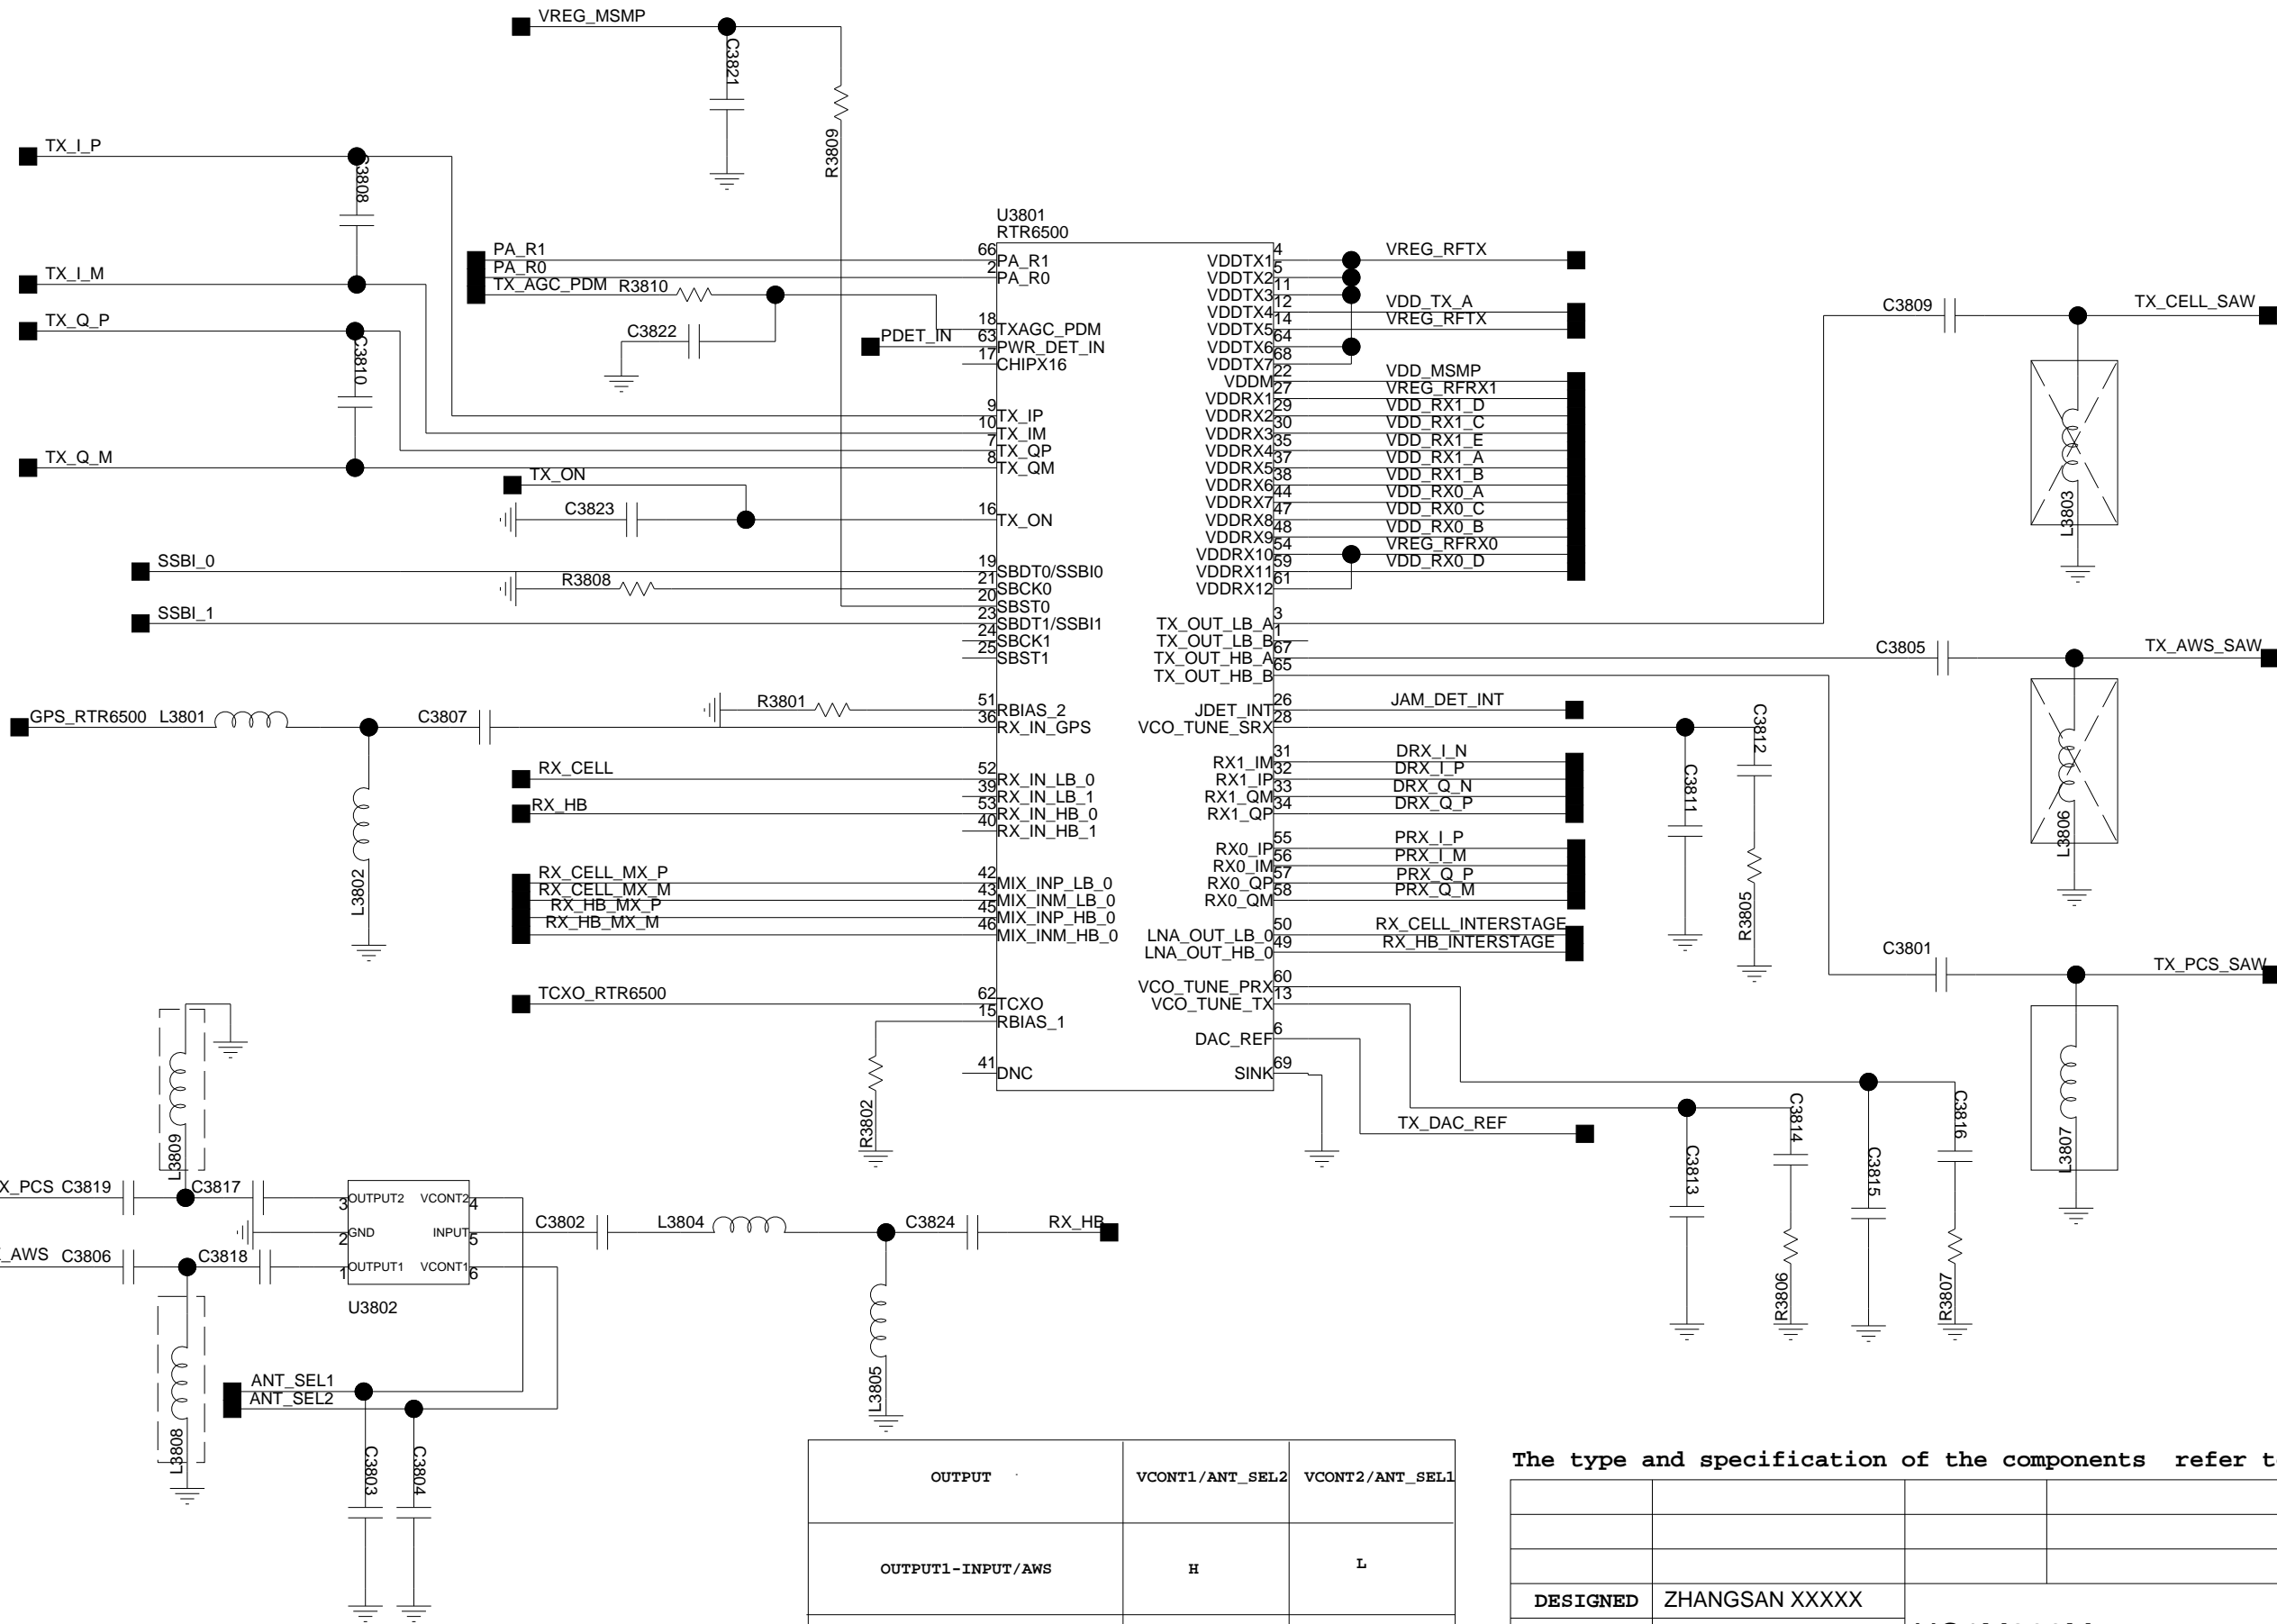 VREG_MSMP
C3821
R3809
TX_I_P
C3808
TX_I_M
TX_Q_P
C3810
TX_Q_M
U3801
RTR6500
PA_R1
PA_R0
TX_AGC_PDM R3810
C3822
PDET_IN
TX_ON
C3823
SSBI_0
R3808
SSBI_1
R3801
GPS_RTR6500 L3801
C3807
L3802
RX_CELL
RX_HB
RX_CELL_MX_P
RX_CELL_MX_M
RX_HB_MX_P
RX_HB_MX_M
TCXO_RTR6500
R3802
66 PA_R1
2 PA_R0
18 TXAGC_PDM
63 PWR_DET_IN
17 CHIPX16
9 TX_IP
10 TX_IM
7 TX_QP
8 TX_QM
16 TX_ON
19 SBDT0/SSBI0
21 SBCK0
20 SBST0
23 SBDT1/SSBI1
24 SBCK1
25 SBST1
51 RBIAS_2
36 RX_IN_GPS
52 RX_IN_LB_0
39 RX_IN_LB_1
53 RX_IN_HB_0
40 RX_IN_HB_1
42 MIX_INP_LB_0
43 MIX_INM_LB_0
45 MIX_INP_HB_0
46 MIX_INM_HB_0
62 TCXO
15 RBIAS_1
41 DNC
VDDTX1 4 VREG_RFTX
VDDTX2 5
VDDTX3 11
VDDTX4 12 VDD_TX_A
VDDTX5 14 VREG_RFTX
VDDTX6 64
VDDTX7 68
VDDM 22 VDD_MSMP
VDDRX1 27 VREG_RFRX1
VDDRX2 29 VDD_RX1_D
VDDRX3 30 VDD_RX1_C
VDDRX4 35 VDD_RX1_E
VDDRX5 37 VDD_RX1_A
VDDRX6 38 VDD_RX1_B
VDDRX7 44 VDD_RX0_A
VDDRX8 47 VDD_RX0_C
VDDRX9 48 VDD_RX0_B
VDDRX10 54 VREG_RFRX0
VDDRX11 59 VDD_RX0_D
VDDRX12 61
TX_OUT_LB_A 3
TX_OUT_LB_B 1
TX_OUT_HB_A 67
TX_OUT_HB_B 65
JDET_INT 26 JAM_DET_INT
VCO_TUNE_SRX 28
RX1_IM 31 DRX_I_N
RX1_IP 32 DRX_I_P
RX1_QM 33 DRX_Q_N
RX1_QP 34 DRX_Q_P
RX0_IP 55 PRX_I_P
RX0_IM 56 PRX_I_M
RX0_QP 57 PRX_Q_P
RX0_QM 58 PRX_Q_M
LNA_OUT_LB_0 50 RX_CELL_INTERSTAGE
LNA_OUT_HB_0 49 RX_HB_INTERSTAGE
VCO_TUNE_PRX 60
VCO_TUNE_TX 13
DAC_REF 6
SINK 69
TX_DAC_REF
C3809
TX_CELL_SAW
L3803
C3805
TX_AWS_SAW
L3806
C3801
TX_PCS_SAW
L3807
C3812
C3811
R3805
C3813
C3814
R3806
C3815
C3816
R3807
L3809
X_PCS C3819
C3817
_AWS C3806
C3818
3 OUTPUT2 VCONT2 4
2 GND INPUT 5
1 OUTPUT1 VCONT1 6
U3802
C3802
L3804
C3824
RX_HB
L3805
L3808
ANT_SEL1
ANT_SEL2
C3803
C3804
OUTPUT VCONT1/ANT_SEL2 VCONT2/ANT_SEL1
OUTPUT1-INPUT/AWS H L
The type and specification of the components refer t
DESIGNED ZHANGSAN XXXXX